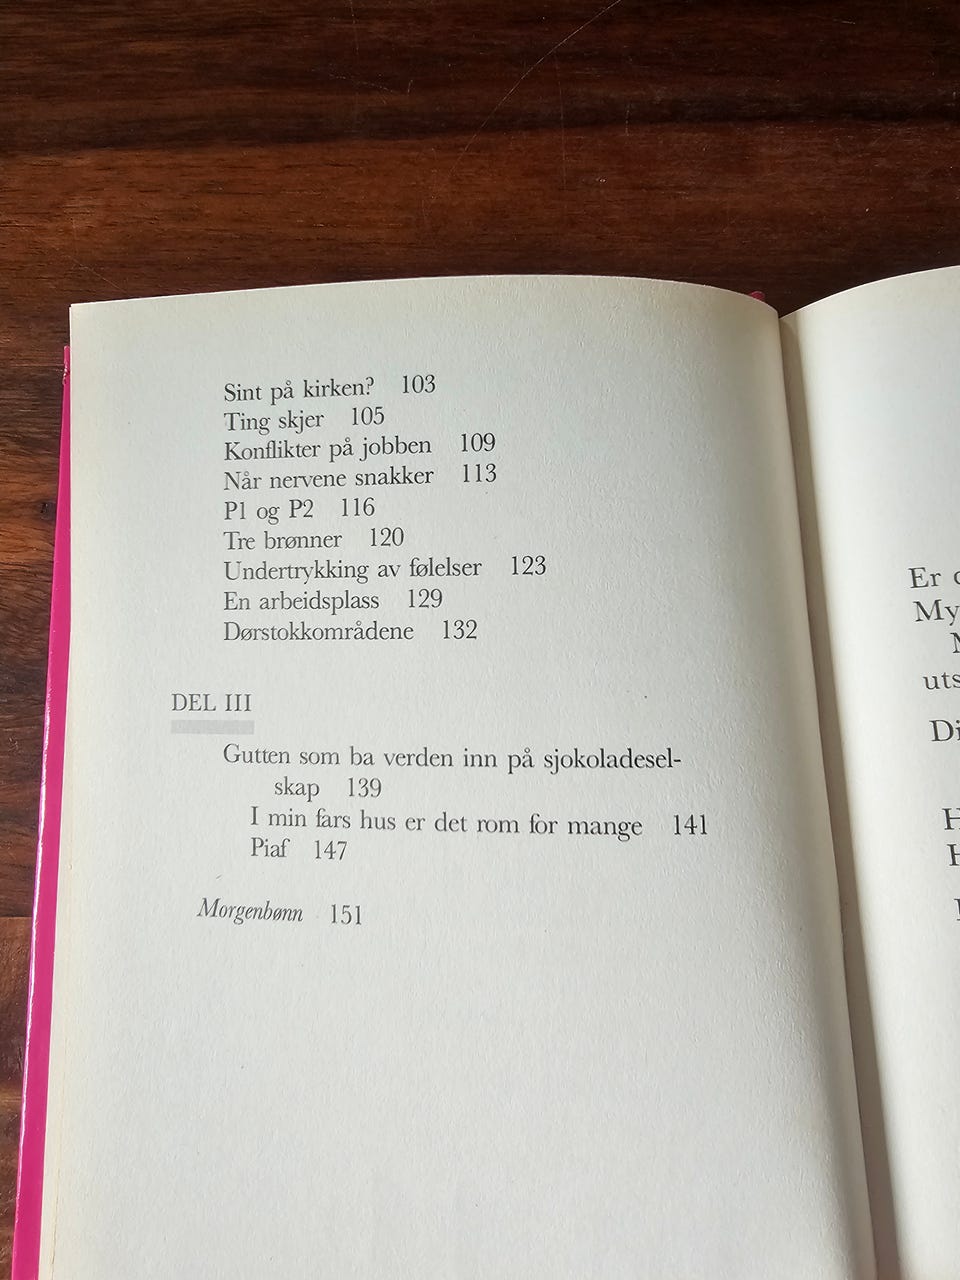 Sint på kirken? 103
Ting skjer 105
Konflikter på jobben 109
Når nervene snakker 113
P1 og P2 116
Tre brønner 120
Undertrykking av følelser 123
En arbeidsplass 129
Dørstokkområdene 132
DEL III
Gutten som ba verden inn på sjokoladesel-
skap 139
I min fars hus er det rom for mange 141
Piaf 147
Morgenbønn 151
Er
My
uts
Di